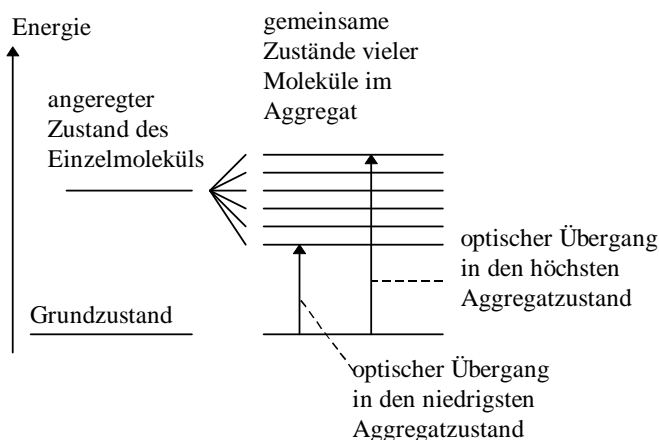 Energie
gemeinsame
Zustände vieler
Moleküle im
Aggregat
angeregter
Zustand des
Einzelmoleküls
optischer Übergang
in den höchsten
Aggregatzustand
Grundzustand
optischer Übergang
in den niedrigsten
Aggregatzustand